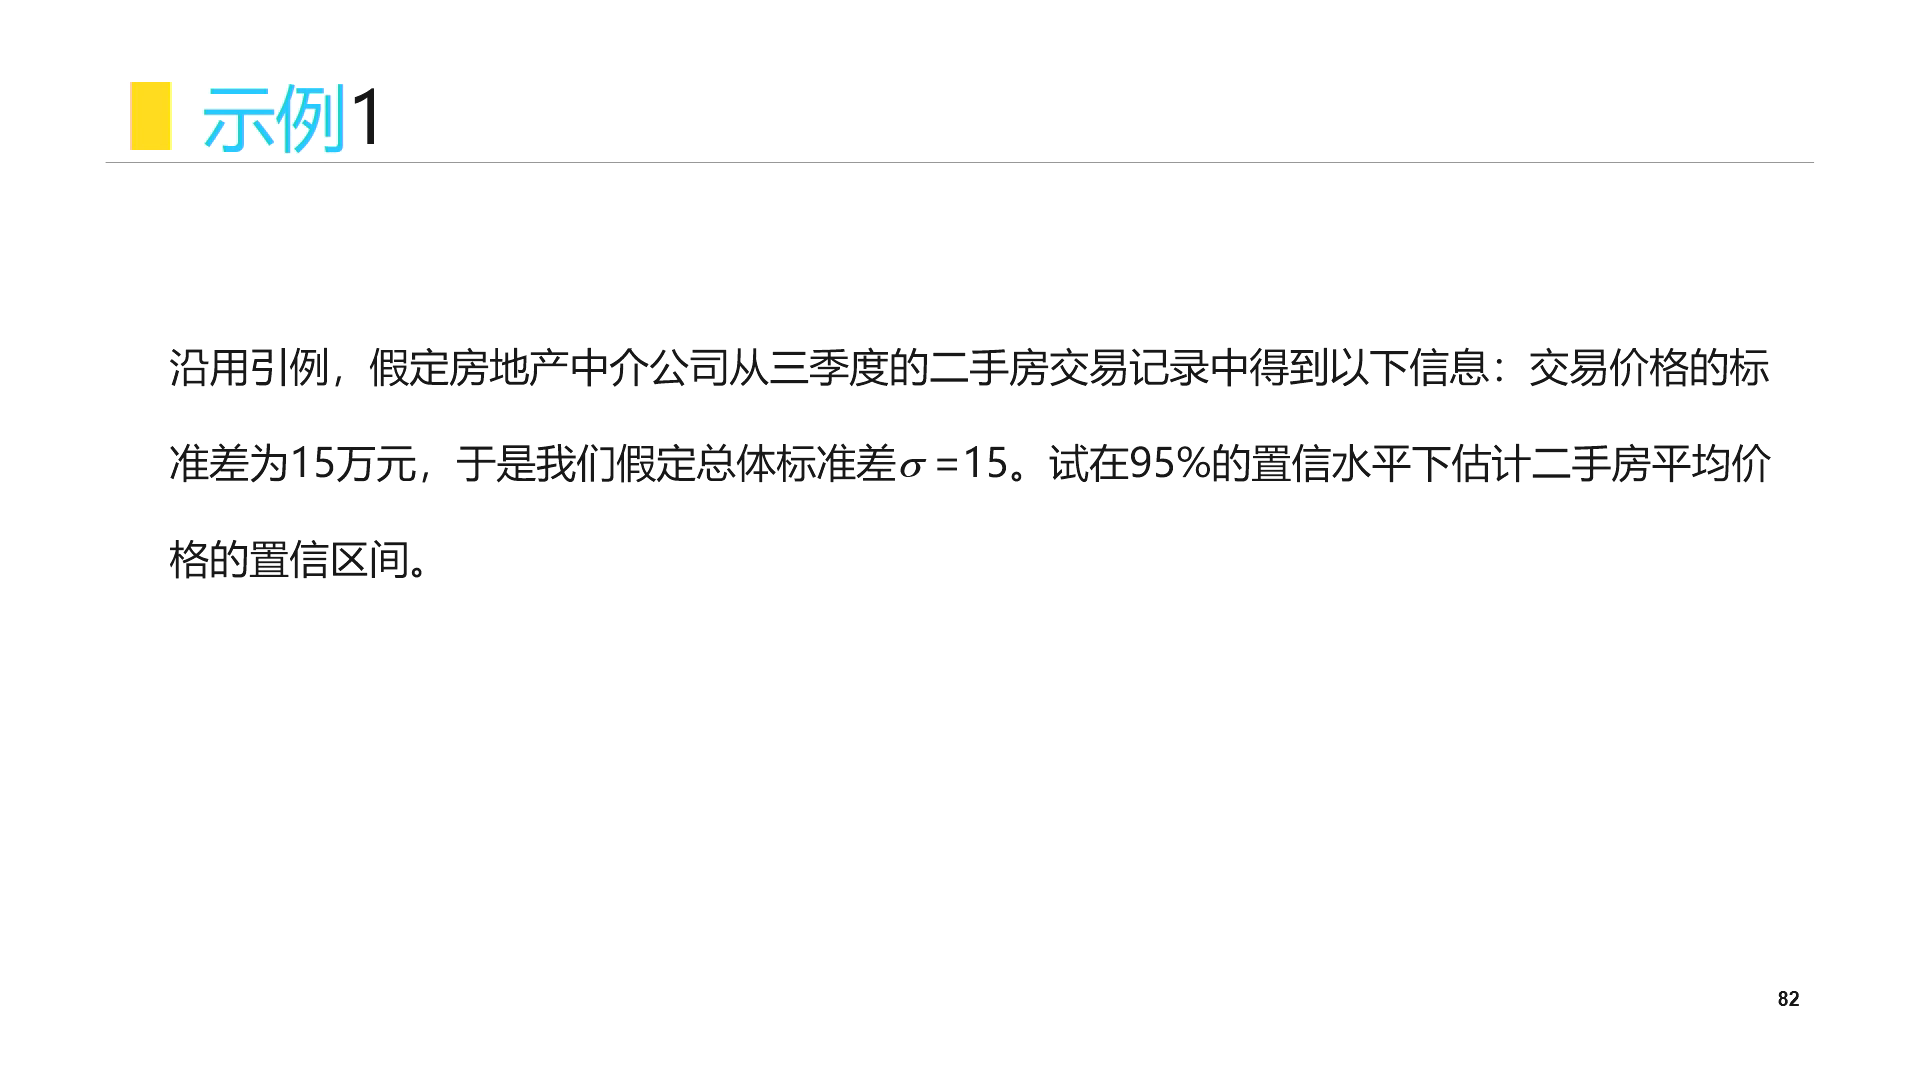 示例1
沿用引例，假定房地产中介公司从三季度的二手房交易记录中得到以下信息：交易价格的标
准差为15万元，于是我们假定总体标准差σ =15。试在95%的置信水平下估计二手房平均价
格的置信区间。
82